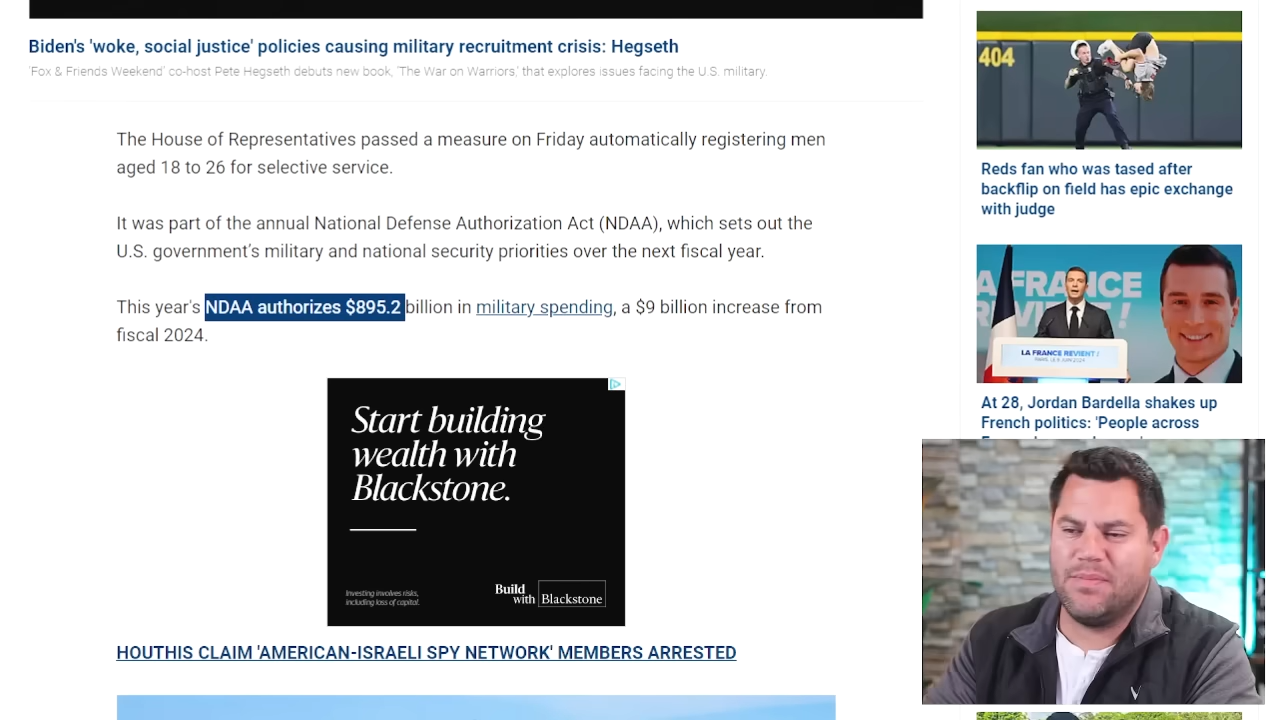 Biden's 'woke, social justice' policies causing military recruitment crisis: Hegseth
'Fox & Friends Weekend' co-host Pete Hegseth debuts new book, 'The War on Warriors,' that explores issues facing the U.S. military.
The House of Representatives passed a measure on Friday automatically registering men
aged 18 to 26 for selective service.
It was part of the annual National Defense Authorization Act (NDAA), which sets out the
U.S. government's military and national security priorities over the next fiscal year.
This year's NDAA authorizes $895.2 billion in military spending, a $9 billion increase from
fiscal 2024.
Start building
wealth with
Blackstone.
Investing involves risks,
including loss of capital.
Build
with Blackstone
HOUTHIS CLAIM 'AMERICAN-ISRAELI SPY NETWORK' MEMBERS ARRESTED
404
Reds fan who was tased after
backflip on field has epic exchange
with judge
A FRANCE
REVIENT !
LA FRANCE REVIENT !
At 28, Jordan Bardella shakes up
French politics: 'People across